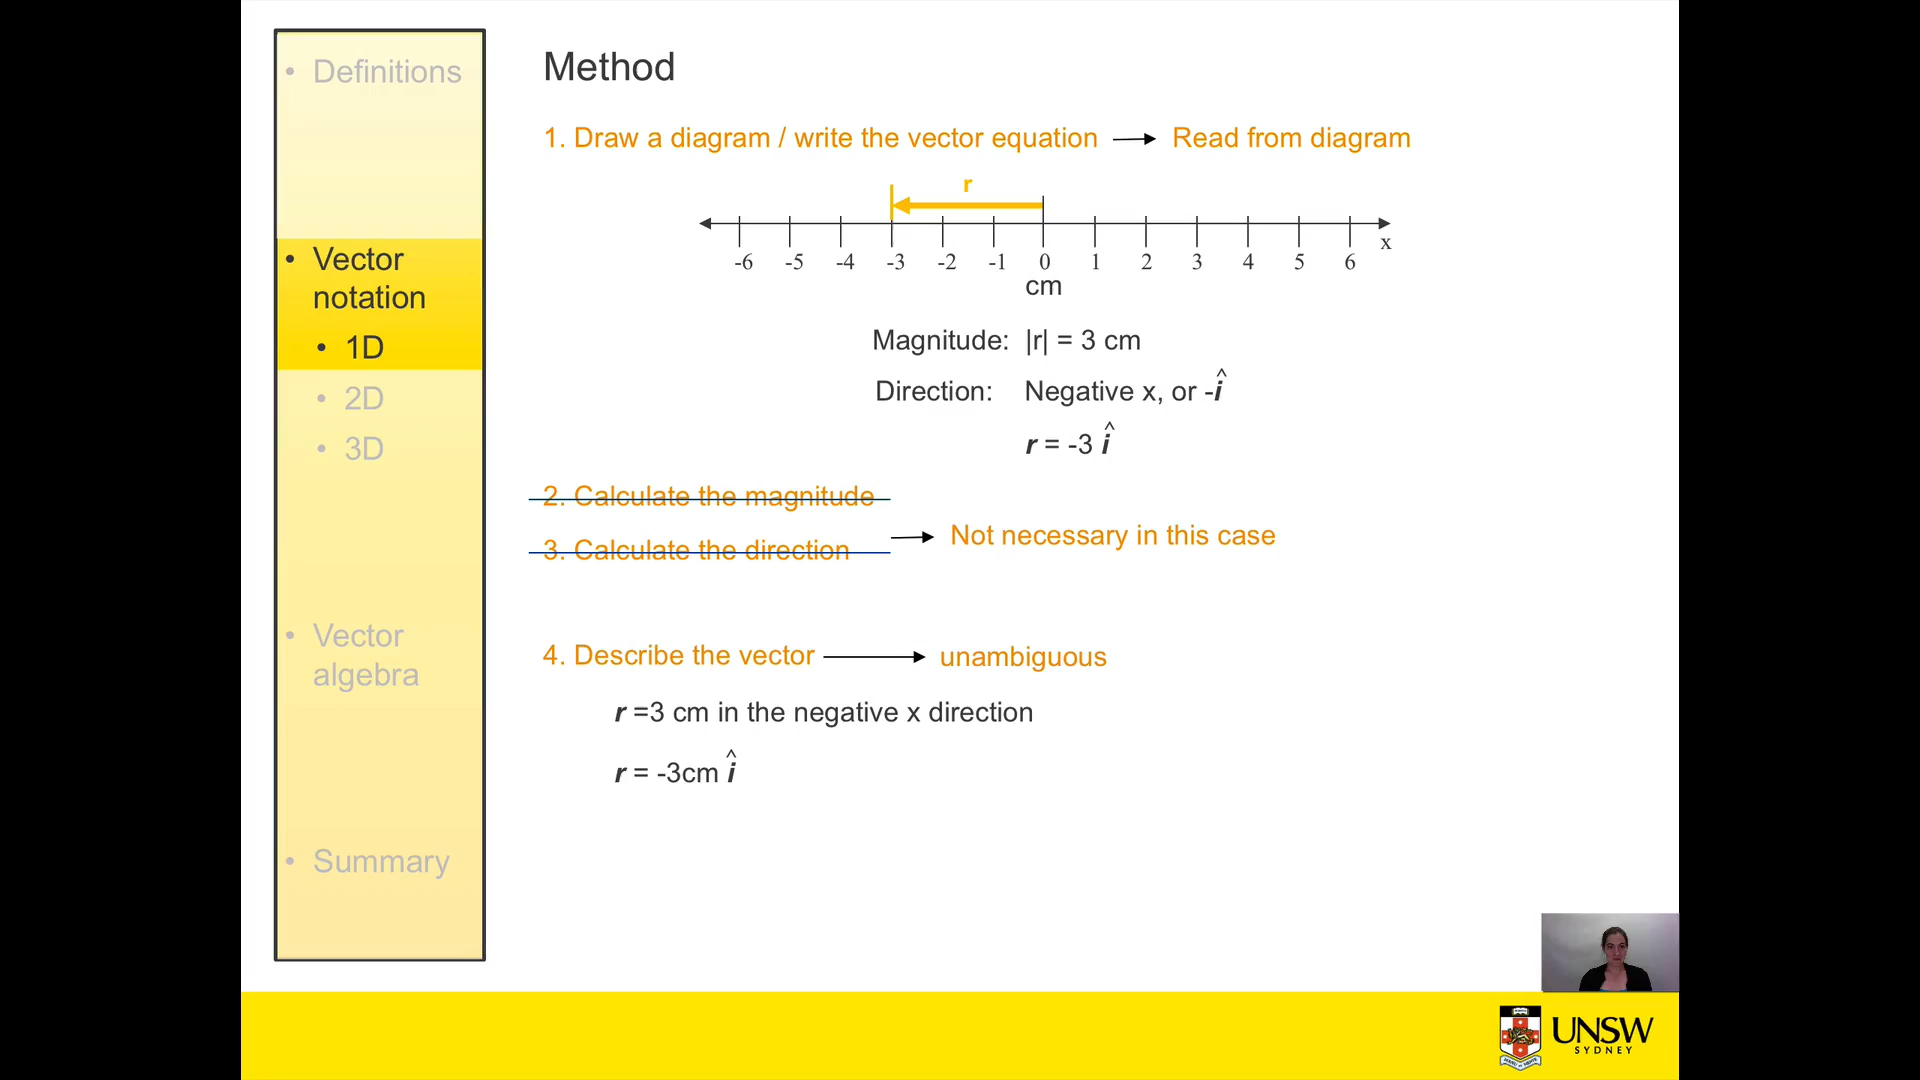 • Definitions
• Vector
notation
• 1D
• 2D
• 3D
• Vector
algebra
• Summary
Method
1. Draw a diagram / write the vector equation → Read from diagram
r
-6 -5 -4 -3 -2 -1 0 1 2 3 4 5 6 x
cm
Magnitude: |r| = 3 cm
Direction: Negative x, or -î
r = -3 î
2. Calculate the magnitude
3. Calculate the direction → Not necessary in this case
4. Describe the vector → unambiguous
r =3 cm in the negative x direction
r = -3cm î
UNSW
SYDNEY